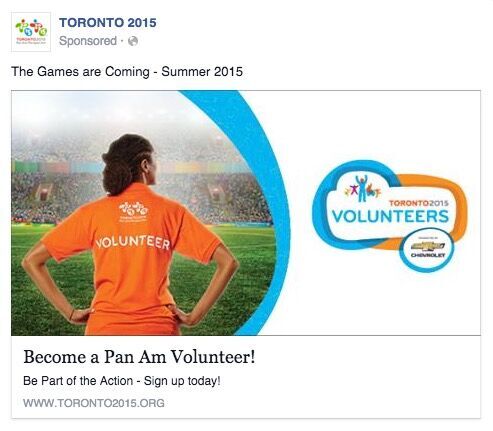 TORONTO 2015
Sponsored ·
The Games are Coming - Summer 2015
TORONTO2015
VOLUNTEER
TORONTO2015
VOLUNTEERS
CHEVROLET
Become a Pan Am Volunteer!
Be Part of the Action - Sign up today!
WWW.TORONTO2015.ORG